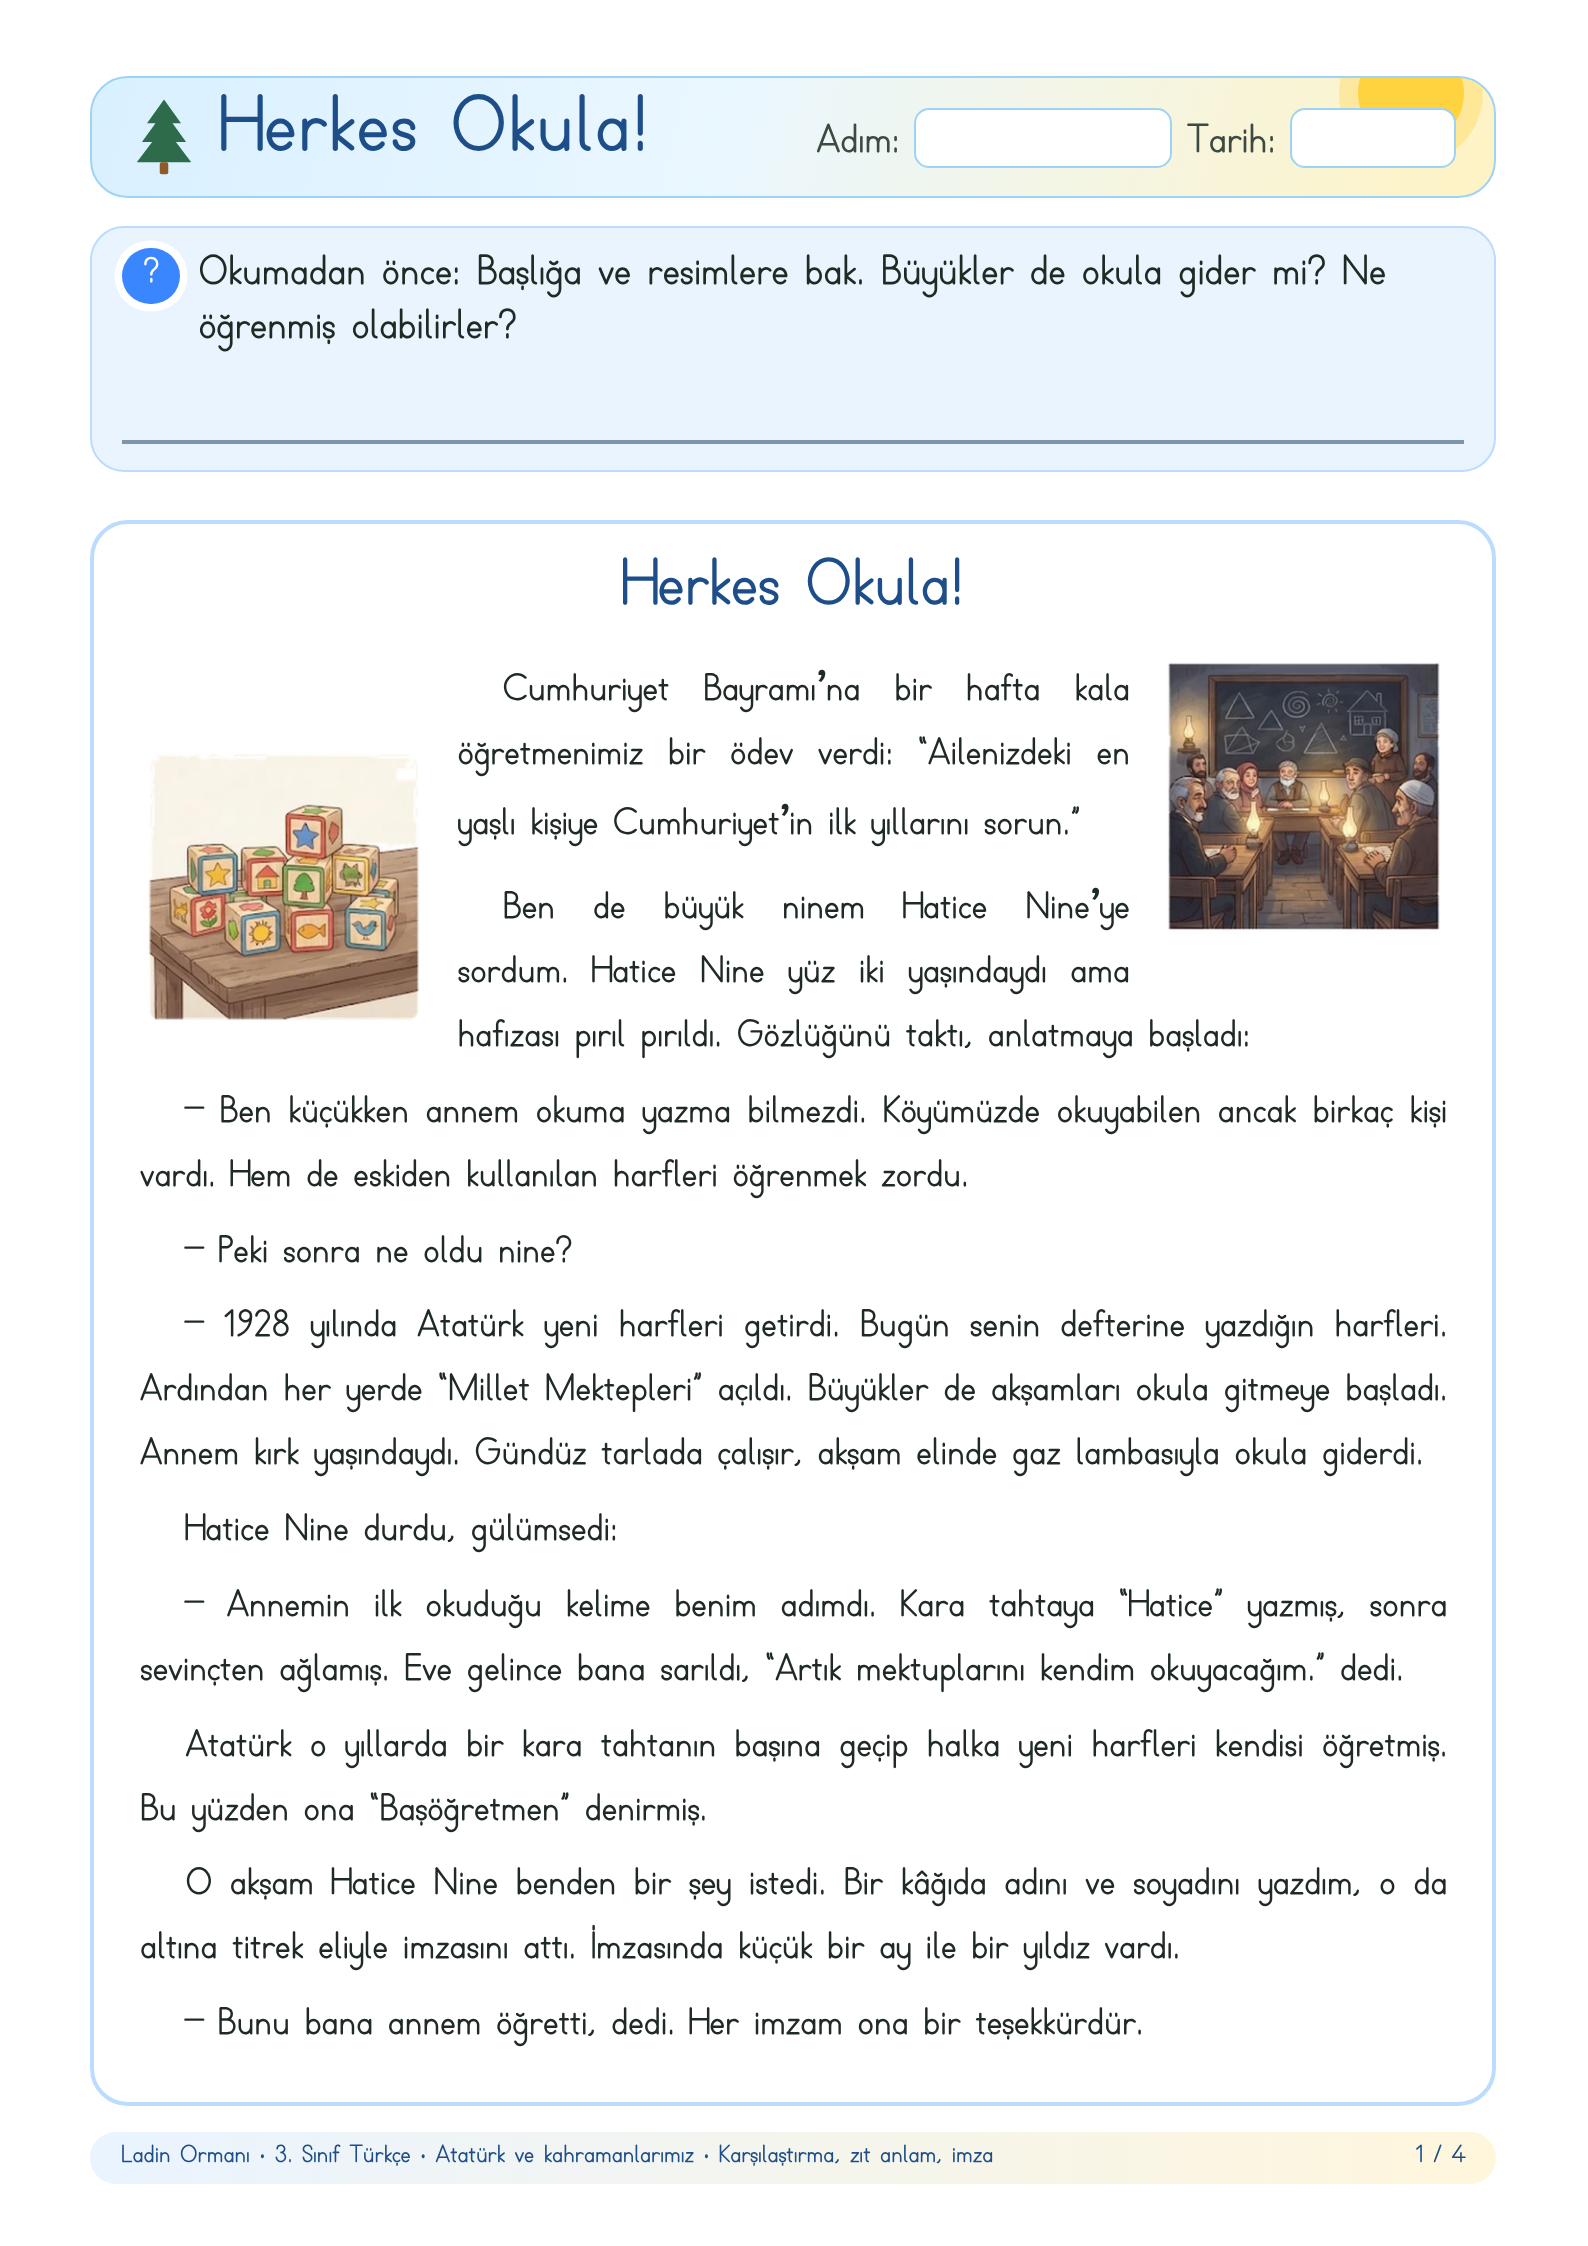 Herkes Okula!
Adım:
Tarih:
?
Okumadan önce: Başlığa ve resimlere bak. Büyükler de okula gider mi? Ne
öğrenmiş olabilirler?
Herkes Okula!
Cumhuriyet Bayramı’na bir hafta kala
öğretmenimiz bir ödev verdi: “Ailenizdeki en
yaşlı kişiye Cumhuriyet’in ilk yıllarını sorun.”
Ben de büyük ninem Hatice Nine’ye
sordum. Hatice Nine yüz iki yaşındaydı ama
hafızası pırıl pırıldı. Gözlüğünü taktı, anlatmaya başladı:
– Ben küçükken annem okuma yazma bilmezdi. Köyümüzde okuyabilen ancak birkaç kişi
vardı. Hem de eskiden kullanılan harfleri öğrenmek zordu.
– Peki sonra ne oldu nine?
– 1928 yılında Atatürk yeni harfleri getirdi. Bugün senin defterine yazdığın harfleri.
Ardından her yerde “Millet Mektepleri” açıldı. Büyükler de akşamları okula gitmeye başladı.
Annem kırk yaşındaydı. Gündüz tarlada çalışır, akşam elinde gaz lambasıyla okula giderdi.
Hatice Nine durdu, gülümsedi:
– Annemin ilk okuduğu kelime benim adımdı. Kara tahtaya “Hatice” yazmış, sonra
sevinçten ağlamış. Eve gelince bana sarıldı, “Artık mektuplarını kendim okuyacağım.” dedi.
Atatürk o yıllarda bir kara tahtanın başına geçip halka yeni harfleri kendisi öğretmiş.
Bu yüzden ona “Başöğretmen” denirmiş.
O akşam Hatice Nine benden bir şey istedi. Bir kâğıda adını ve soyadını yazdım, o da
altına titrek eliyle imzasını attı. İmzasında küçük bir ay ile bir yıldız vardı.
– Bunu bana annem öğretti, dedi. Her imzam ona bir teşekkürdür.
Ladin Ormanı • 3. Sınıf Türkçe • Atatürk ve kahramanlarımız • Karşılaştırma, zıt anlam, imza
1 / 4